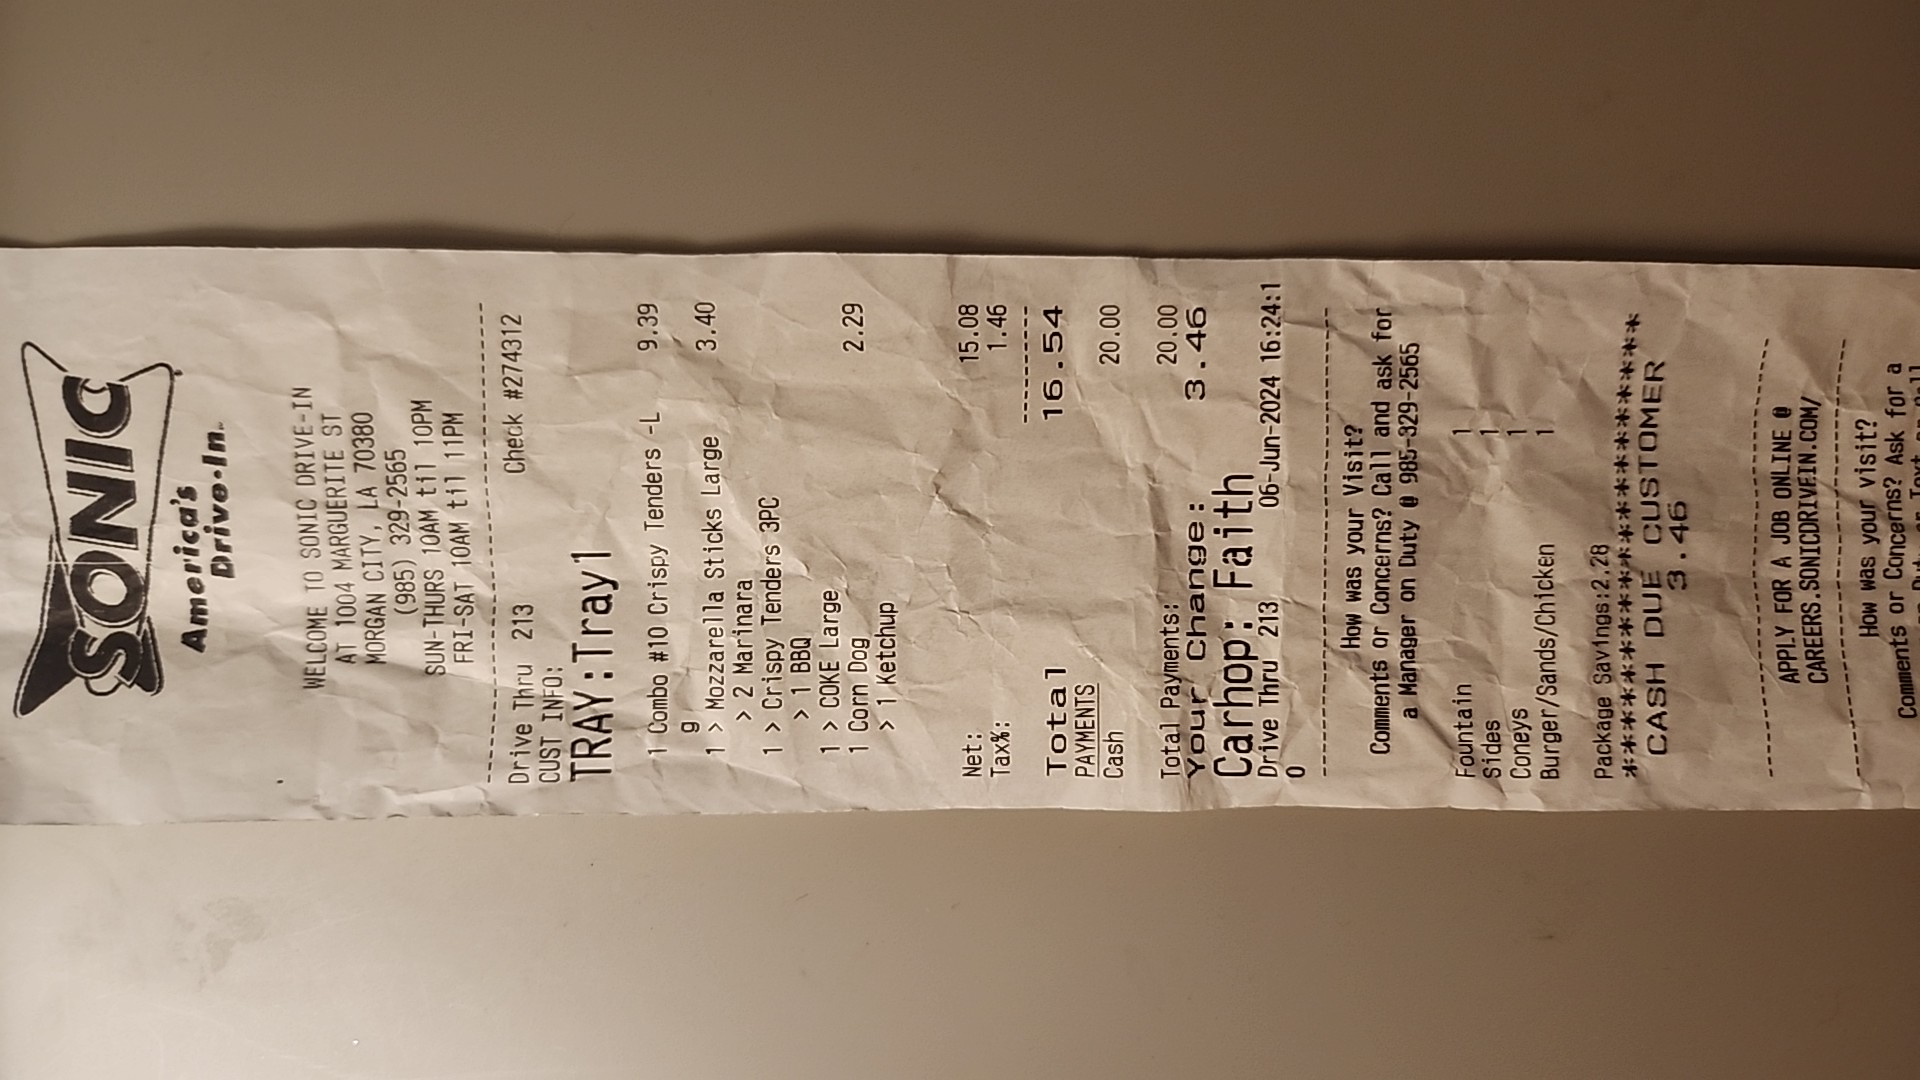 SONIC
America's
Drive-In.
WELCOME TO SONIC DRIVE-IN
AT 1004 MARGUERITE ST
MORGAN CITY, LA 70380
(985) 329-2565
SUN-THURS 10AM til 10PM
FRI-SAT 10AM til 11PM
Drive Thru 213 Check #274312
CUST INFO:
TRAY:Tray1
1 Combo #10 Crispy Tenders -L 9.39
g
1 > Mozzarella Sticks Large 3.40
> 2 Marinara
1 > Crispy Tenders 3PC
> 1 BBQ
1 > COKE Large
1 Corn Dog 2.29
> 1 Ketchup
Net: 15.08
Tax%: 1.46
Total 16.54
PAYMENTS
Cash 20.00
Total Payments: 20.00
Your Change: 3.46
Carhop: Faith
Drive Thru 213 06-Jun-2024 16:24:1
0
How was your Visit?
Comments Or Concerns? Call and ask for
a Manager on Duty @ 985-329-2565
Fountain 1
Sides 1
Coneys 1
Burger/Sands/Chicken 1
Package Savings:2.28
*************************
CASH DUE CUSTOMER
3.46
APPLY FOR A JOB ONLINE @
CAREERS.SONICDRIVEIN.COM/
How was your visit?
Comments or Concerns? Ask for a